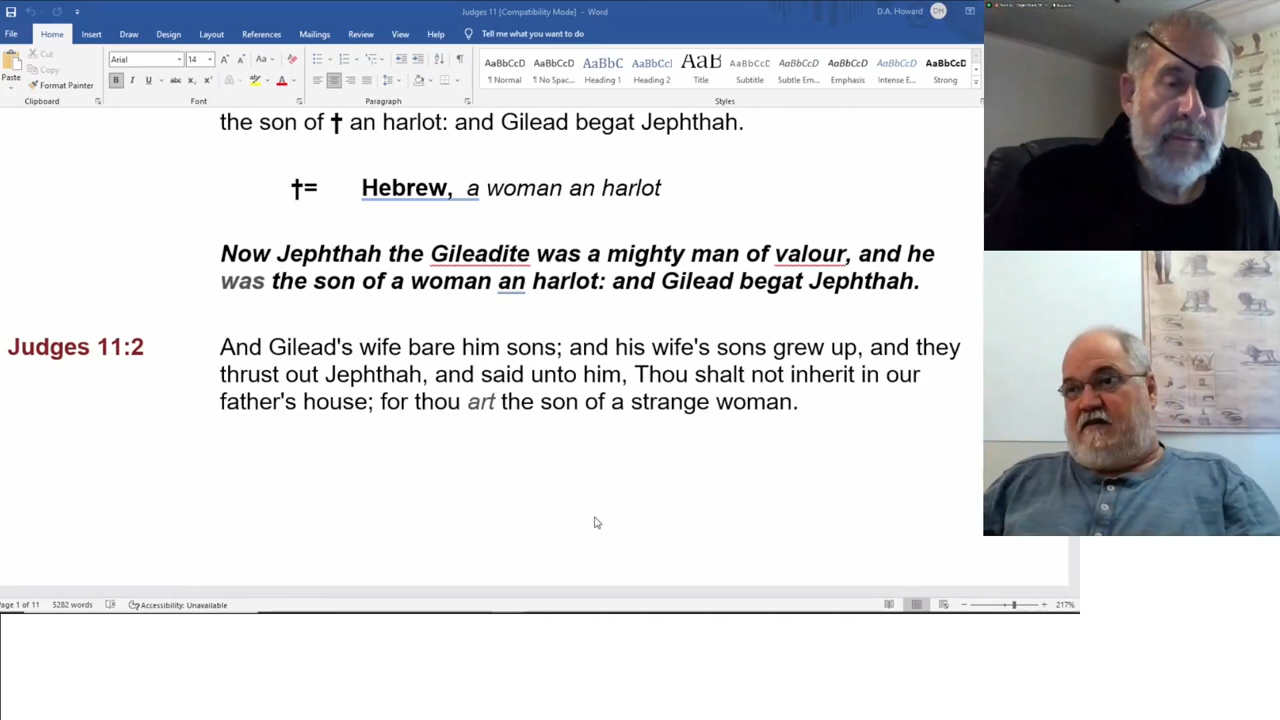 Judges 11 [Compatibility Mode] - Word
D.A. Howard
DH
File Home Insert Draw Design Layout References Mailings Review View Help Tell me what you want to do
Paste
Cut
Copy
Format Painter
Clipboard
Arial 14
Font
Paragraph
AaBbCcD AaBbCcD AaBbC AaBbCcl AaB AaBbCcD AaBbCcD AaBbCcD AaBbCcD AaBbCcD
¶ Normal ¶ No Spac... Heading 1 Heading 2 Title Subtitle Subtle Em... Emphasis Intense E... Strong
Styles
the son of † an harlot: and Gilead begat Jephthah.
†= Hebrew, a woman an harlot
Now Jephthah the Gileadite was a mighty man of valour, and he
was the son of a woman an harlot: and Gilead begat Jephthah.
Judges 11:2 And Gilead's wife bare him sons; and his wife's sons grew up, and they
thrust out Jephthah, and said unto him, Thou shalt not inherit in our
father's house; for thou art the son of a strange woman.
Page 1 of 11 5282 words Accessibility: Unavailable 217%